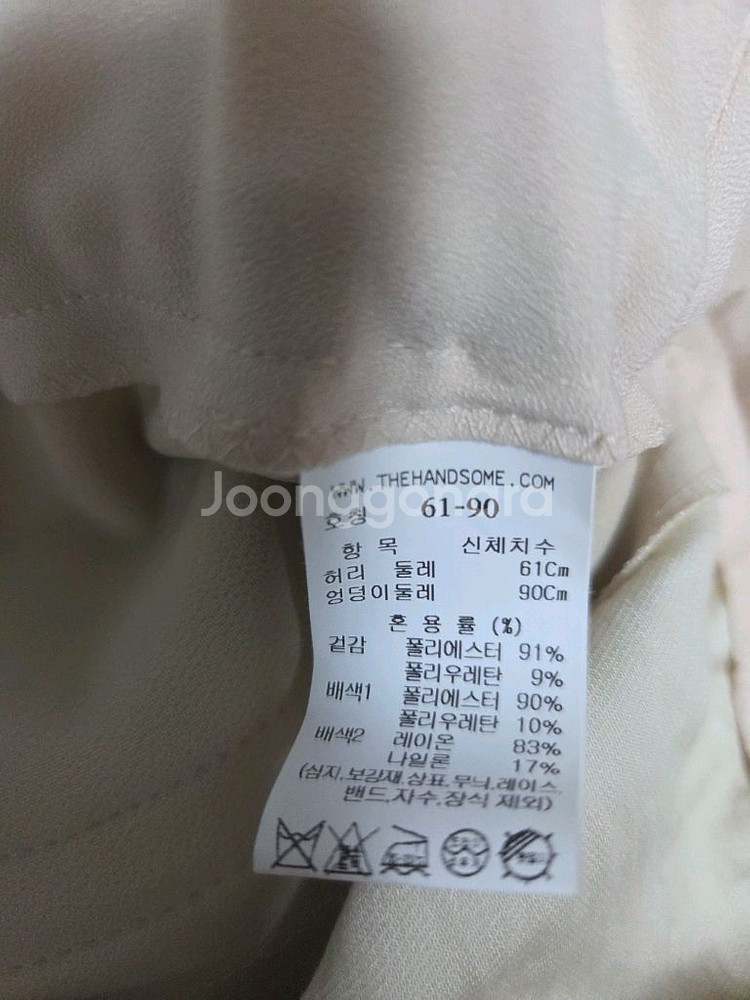 WWW.THEHANDSOME.COM
Joonggonara
호칭 61-90
항 목 신체치수
허리 둘레 61Cm
엉덩이둘레 90Cm
혼 용 률 (%)
겉감 폴리에스터 91%
폴리우레탄 9%
배색1 폴리에스터 90%
폴리우레탄 10%
배색2 레이온 83%
나일론 17%
(심지,보강재,상표,무늬,레이스,
밴드,자수,장식 제외)